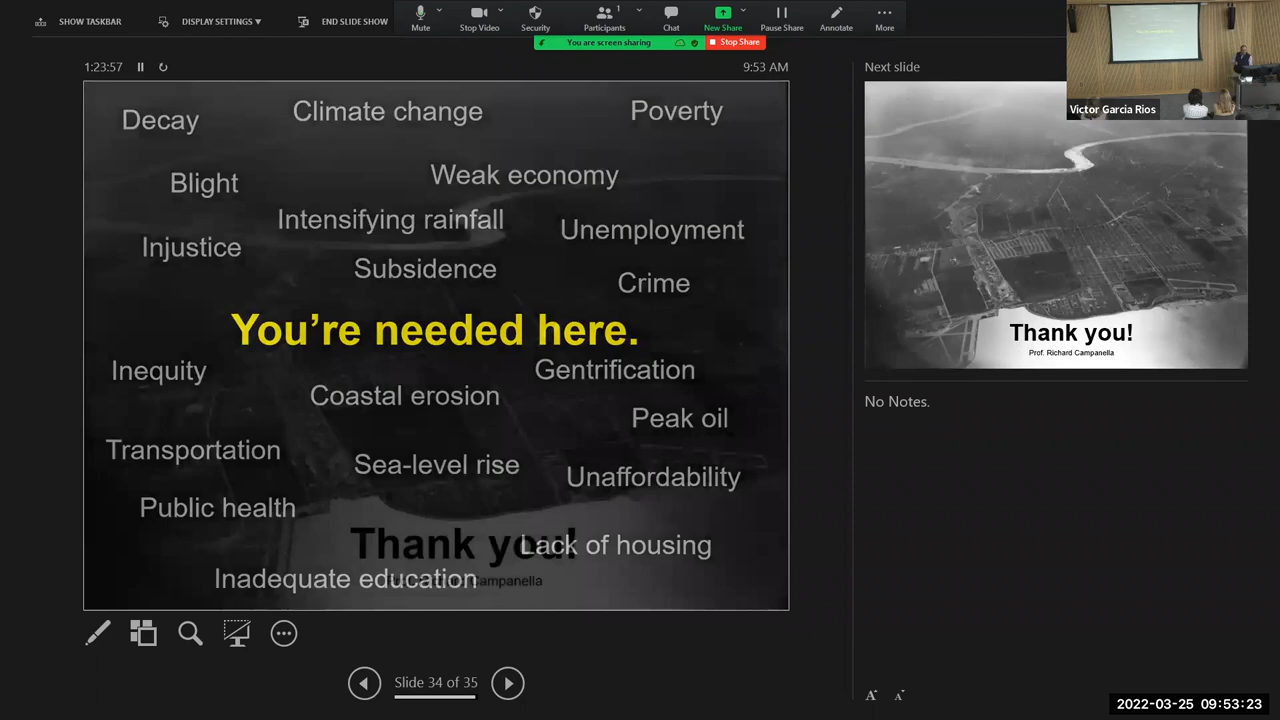 SHOW TASKBAR
DISPLAY SETTINGS
END SLIDE SHOW
Mute
Stop Video
Security
Participants
1
Chat
New Share
Pause Share
Annotate
More
You are screen sharing
Stop Share
1:23:57
9:53 AM
Next slide
Victor Garcia Rios
Decay
Climate change
Poverty
Blight
Weak economy
Intensifying rainfall
Unemployment
Injustice
Subsidence
Crime
You're needed here.
Inequity
Gentrification
Coastal erosion
Peak oil
Transportation
Sea-level rise
Unaffordability
Public health
Thank you!
Lack of housing
Inadequate education
Campanella
Slide 34 of 35
Thank you!
Prof. Richard Campanella
No Notes.
A
A
2022-03-25 09:53:23